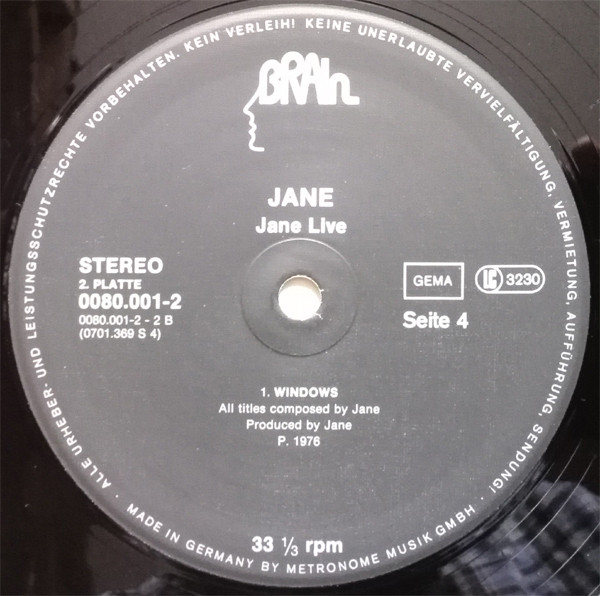 BRAIN
JANE
Jane Live
STEREO
2. PLATTE
0080.001-2
0080.001-2 - 2 B
(0701.369 S 4)
GEMA
LC 3230
Seite 4
1. WINDOWS
All titles composed by Jane
Produced by Jane
P. 1976
33 ⅓ rpm
· ALLE URHEBER- UND LEISTUNGSSCHUTZRECHTE VORBEHALTEN. KEIN VERLEIH! KEINE UNERLAUBTE VERVIELFÄLTIGUNG, VERMIETUNG, AUFFÜHRUNG, SENDUNG! ·
MADE IN GERMANY BY METRONOME MUSIK GMBH